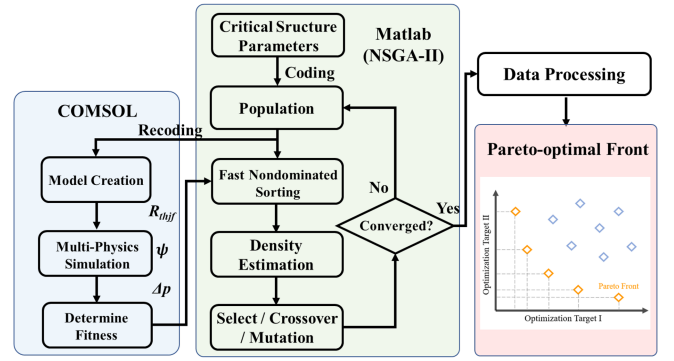 Critical Sructure
Parameters
Matlab
(NSGA-II)
Coding
Population
COMSOL
Recoding
Model Creation
R_thjf
Multi-Physics
Simulation
ψ
Δp
Determine
Fitness
Fast Nondominated
Sorting
Density
Estimation
Select / Crossover
/ Mutation
No
Yes
Converged?
Data Processing
Pareto-optimal Front
Optimization Target II
Pareto Front
Optimization Target I